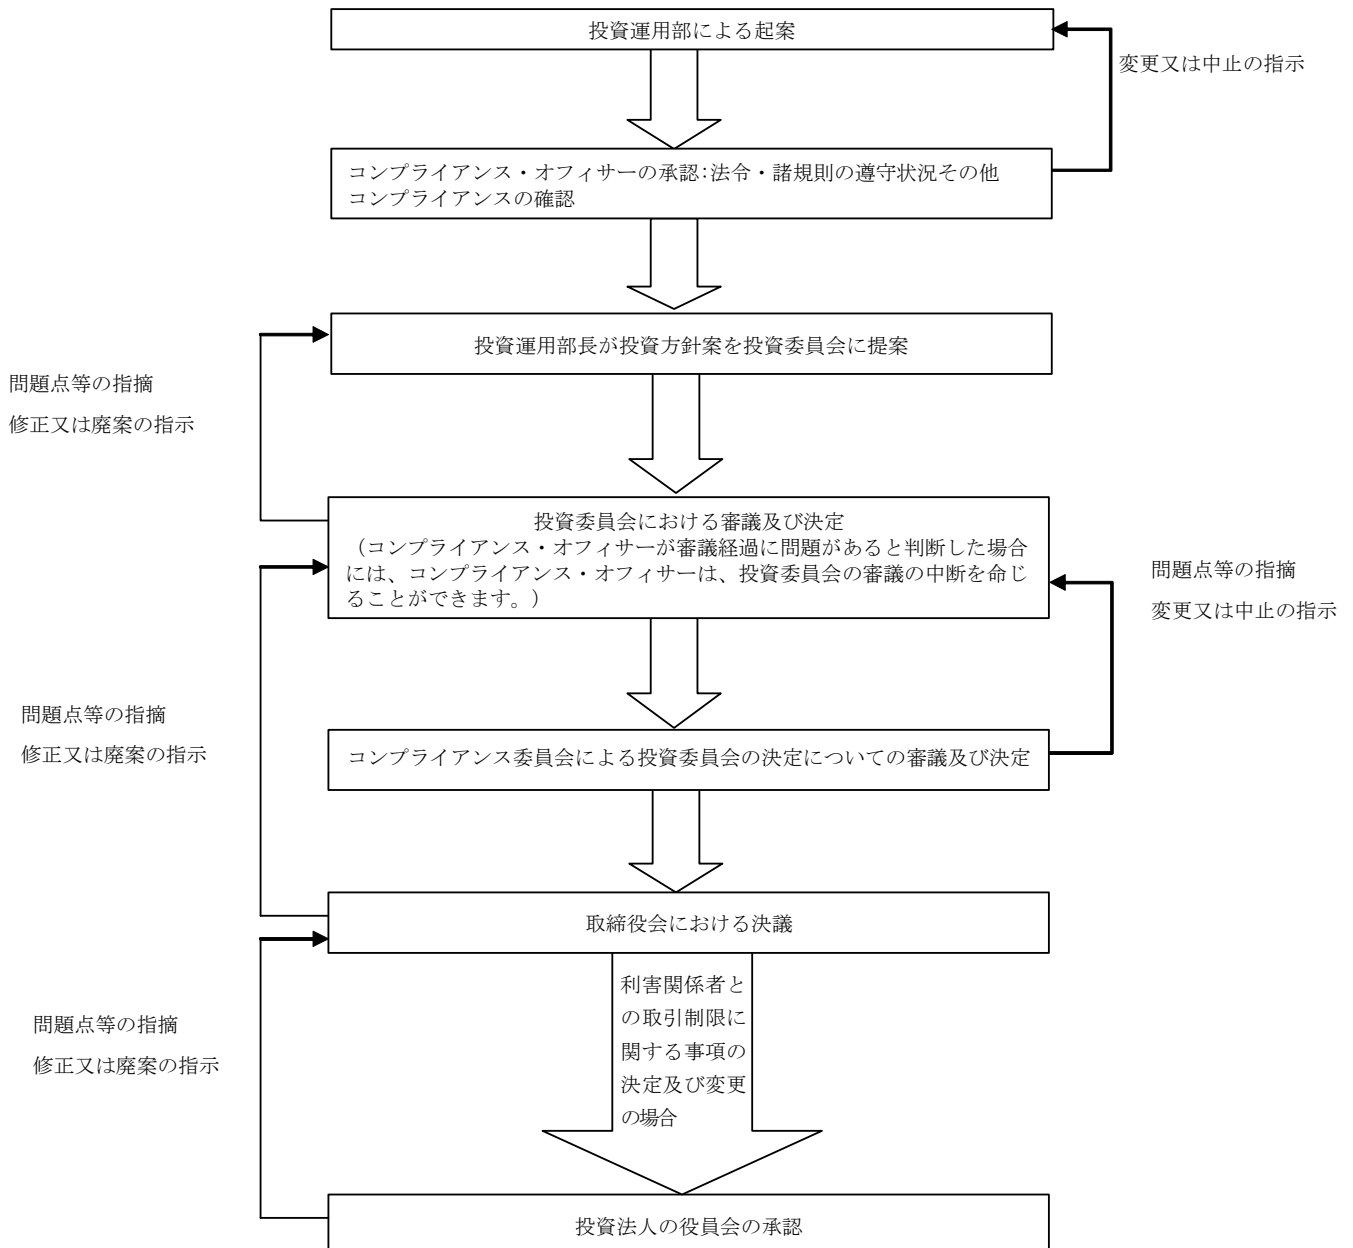 投資運用部による起案
変更又は中止の指示
コンプライアンス・オフィサーの承認:法令・諸規則の遵守状況その他
コンプライアンスの確認
投資運用部長が投資方針案を投資委員会に提案
問題点等の指摘
修正又は廃案の指示
投資委員会における審議及び決定
（コンプライアンス・オフィサーが審議経過に問題があると判断した場合
には、コンプライアンス・オフィサーは、投資委員会の審議の中断を命じ
ることができます。）
問題点等の指摘
変更又は中止の指示
問題点等の指摘
修正又は廃案の指示
コンプライアンス委員会による投資委員会の決定についての審議及び決定
取締役会における決議
利害関係者と
の取引制限に
関する事項の
決定及び変更
の場合
問題点等の指摘
修正又は廃案の指示
投資法人の役員会の承認